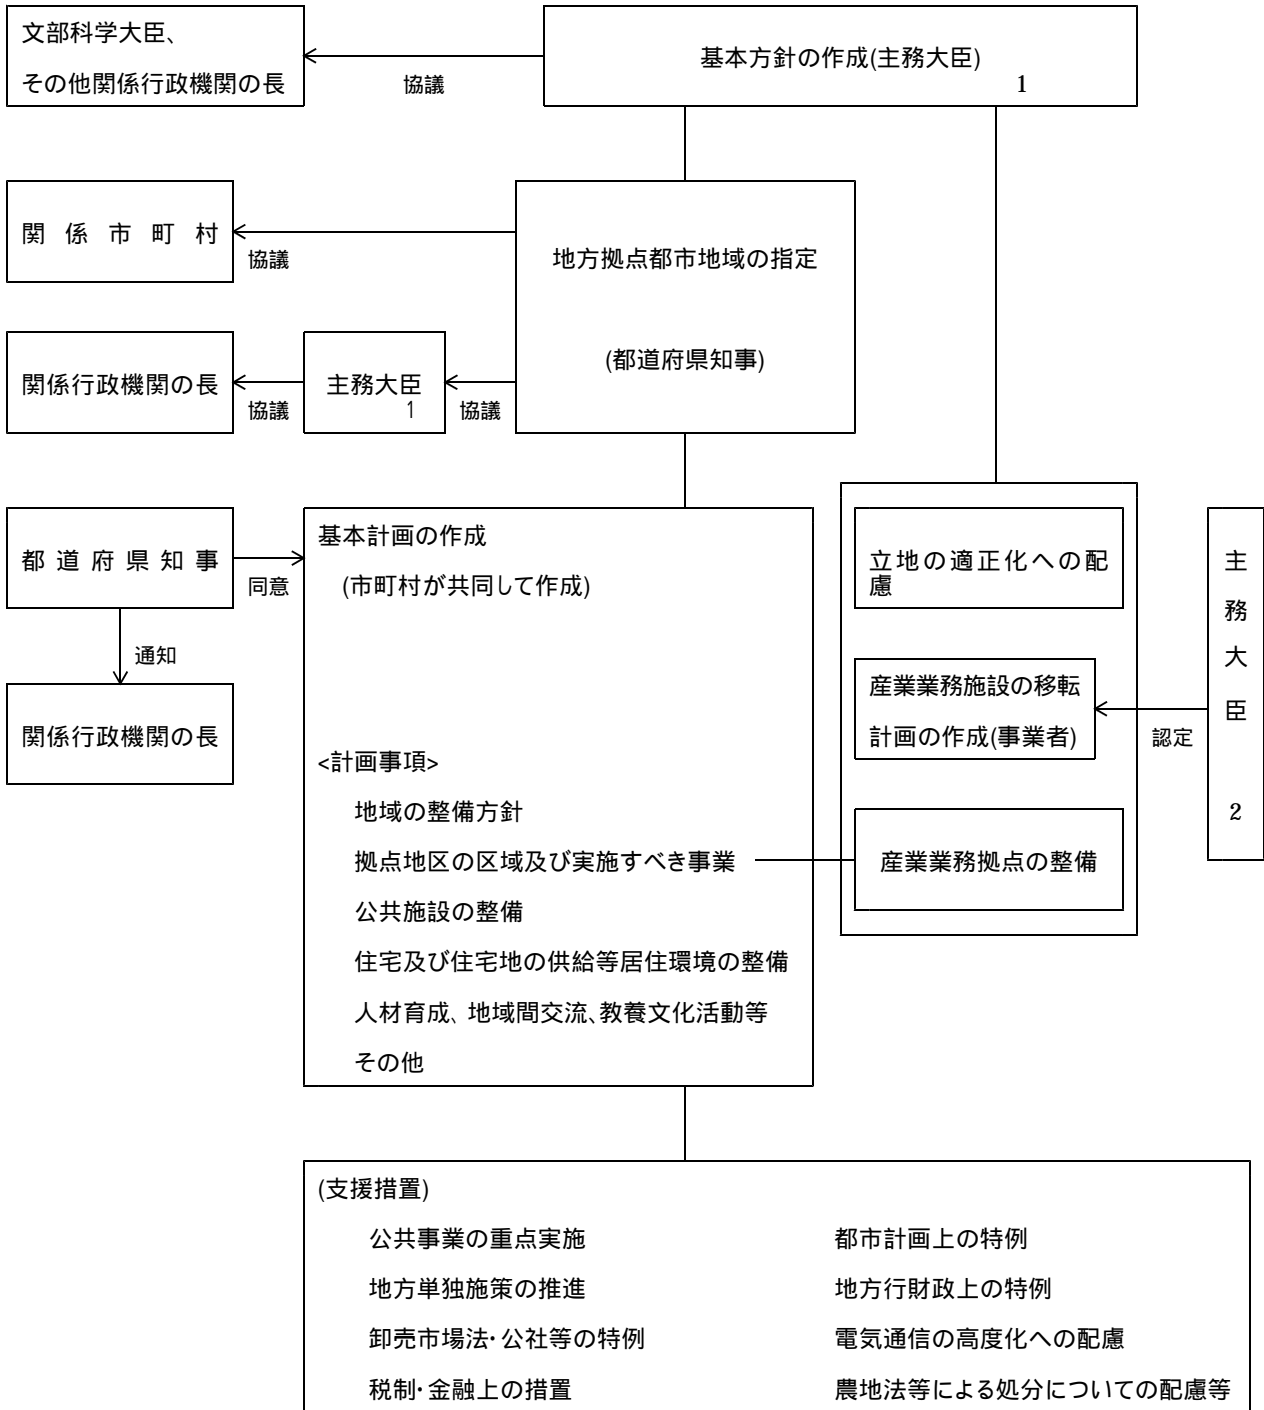 文部科学大臣、
その他関係行政機関の長
協議
基本方針の作成(主務大臣)
1
関係市町村
協議
地方拠点都市地域の指定
(都道府県知事)
関係行政機関の長
協議
主務大臣
1
協議
都道府県知事
同意
通知
関係行政機関の長
基本計画の作成
(市町村が共同して作成)
<計画事項>
地域の整備方針
拠点地区の区域及び実施すべき事業
公共施設の整備
住宅及び住宅地の供給等居住環境の整備
人材育成、地域間交流、教養文化活動等
その他
立地の適正化への配
慮
産業業務施設の移転
計画の作成(事業者)
産業業務拠点の整備
認定
主
務
大
臣
2
(支援措置)
公共事業の重点実施
都市計画上の特例
地方単独施策の推進
地方行財政上の特例
卸売市場法・公社等の特例
電気通信の高度化への配慮
税制・金融上の措置
農地法等による処分についての配慮等